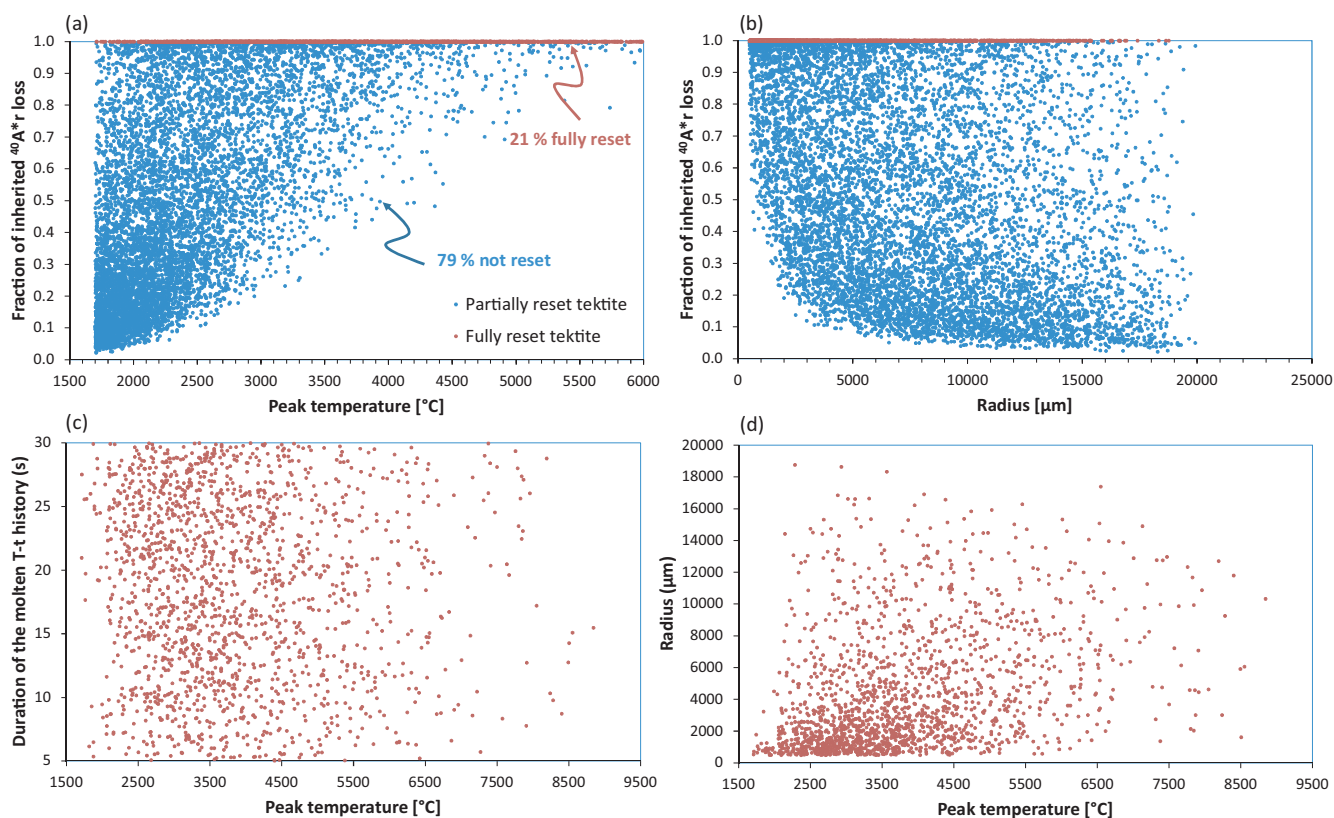 (a)
Fraction of inherited ⁴⁰A*r loss
1.0
0.9
0.8
0.7
0.6
0.5
0.4
0.3
0.2
0.1
0.0
21 % fully reset
79 % not reset
Partially reset tektite
Fully reset tektite
1500 2000 2500 3000 3500 4000 4500 5000 5500 6000
Peak temperature [°C]
(b)
Fraction of inherited ⁴⁰A*r loss
1.0
0.9
0.8
0.7
0.6
0.5
0.4
0.3
0.2
0.1
0.0
0 5000 10000 15000 20000 25000
Radius [µm]
(c)
Duration of the molten T-t history (s)
30
25
20
15
10
5
1500 2500 3500 4500 5500 6500 7500 8500 9500
Peak temperature [°C]
(d)
Radius (µm)
20000
18000
16000
14000
12000
10000
8000
6000
4000
2000
0
1500 2500 3500 4500 5500 6500 7500 8500 9500
Peak temperature [°C]